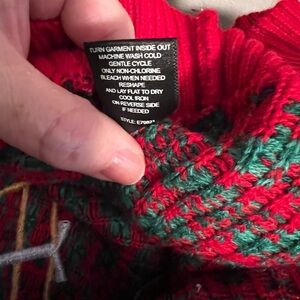 TURN GARMENT INSIDE OUT
MACHINE WASH COLD
GENTLE CYCLE
ONLY NON-CHLORINE
BLEACH WHEN NEEDED
RESHAPE
AND LAY FLAT TO DRY
COOL IRON
ON REVERSE SIDE
IF NEEDED
STYLE: